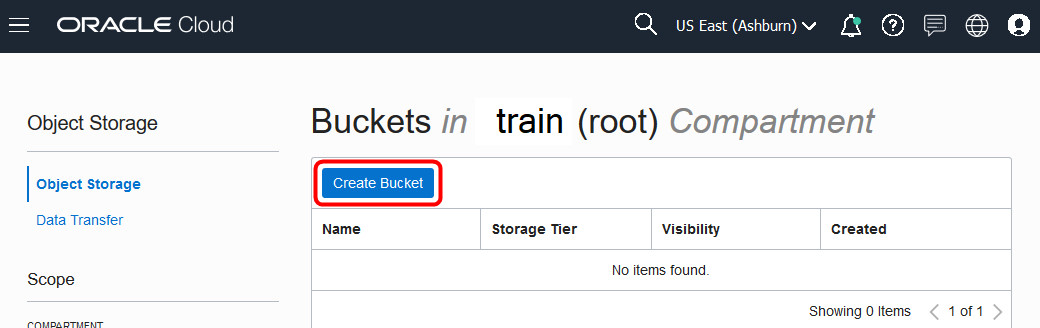 ORACLE Cloud
US East (Ashburn)
Object Storage
Object Storage
Data Transfer
Scope
COMPARTMENT
Buckets in train (root) Compartment
Create Bucket
Name Storage Tier Visibility Created
No items found.
Showing 0 Items 1 of 1